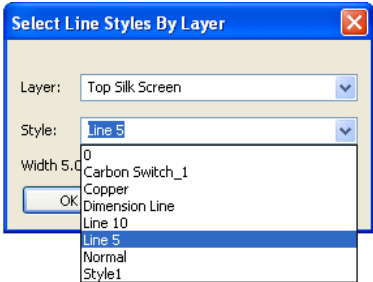 Select Line Styles By Layer
Layer: Top Silk Screen
Style: Line 5
Width 5.0
OK
0
Carbon Switch_1
Copper
Dimension Line
Line 10
Line 5
Normal
Style1